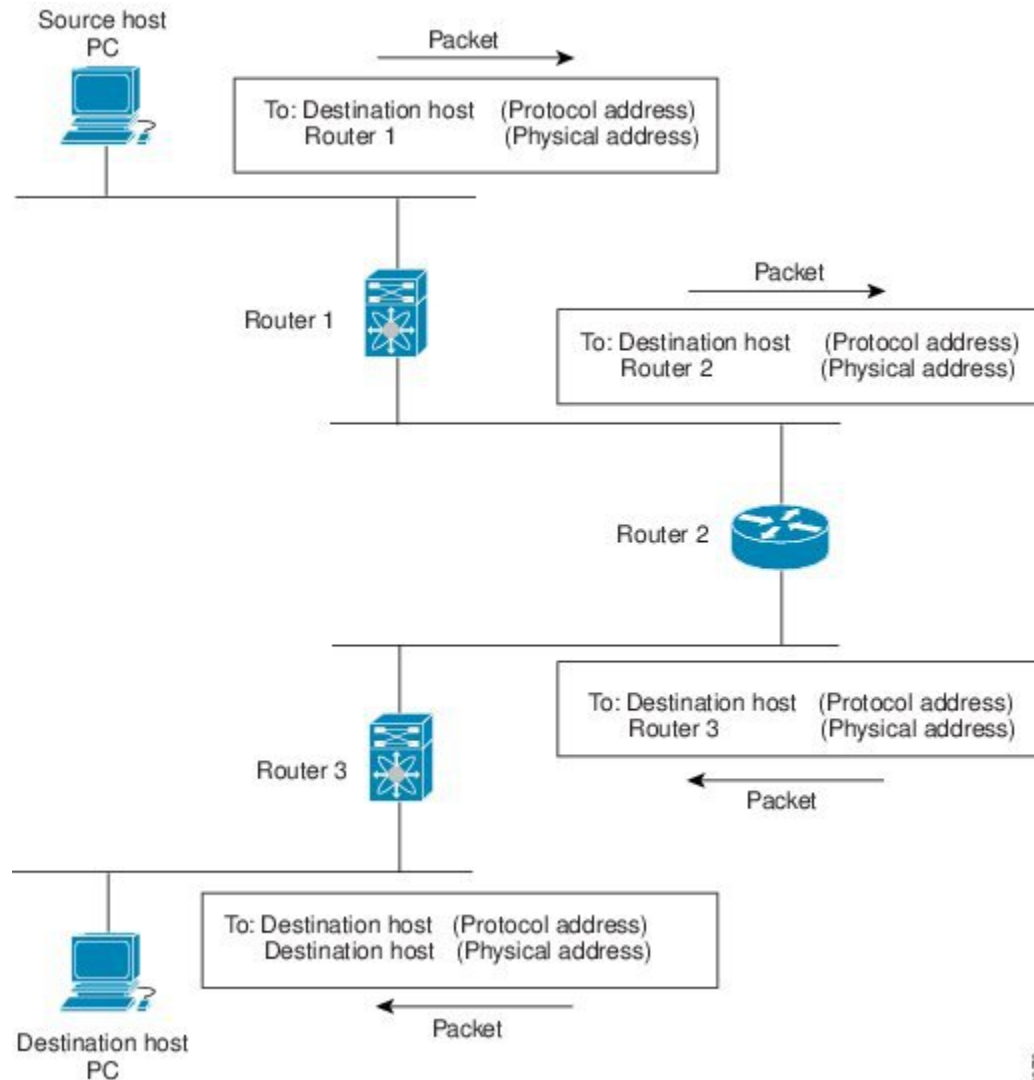 Source host
PC
Packet
To: Destination host (Protocol address)
Router 1 (Physical address)
Router 1
Packet
To: Destination host (Protocol address)
Router 2 (Physical address)
Router 2
To: Destination host (Protocol address)
Router 3 (Physical address)
Router 3
Packet
To: Destination host (Protocol address)
Destination host (Physical address)
Packet
Destination host
PC